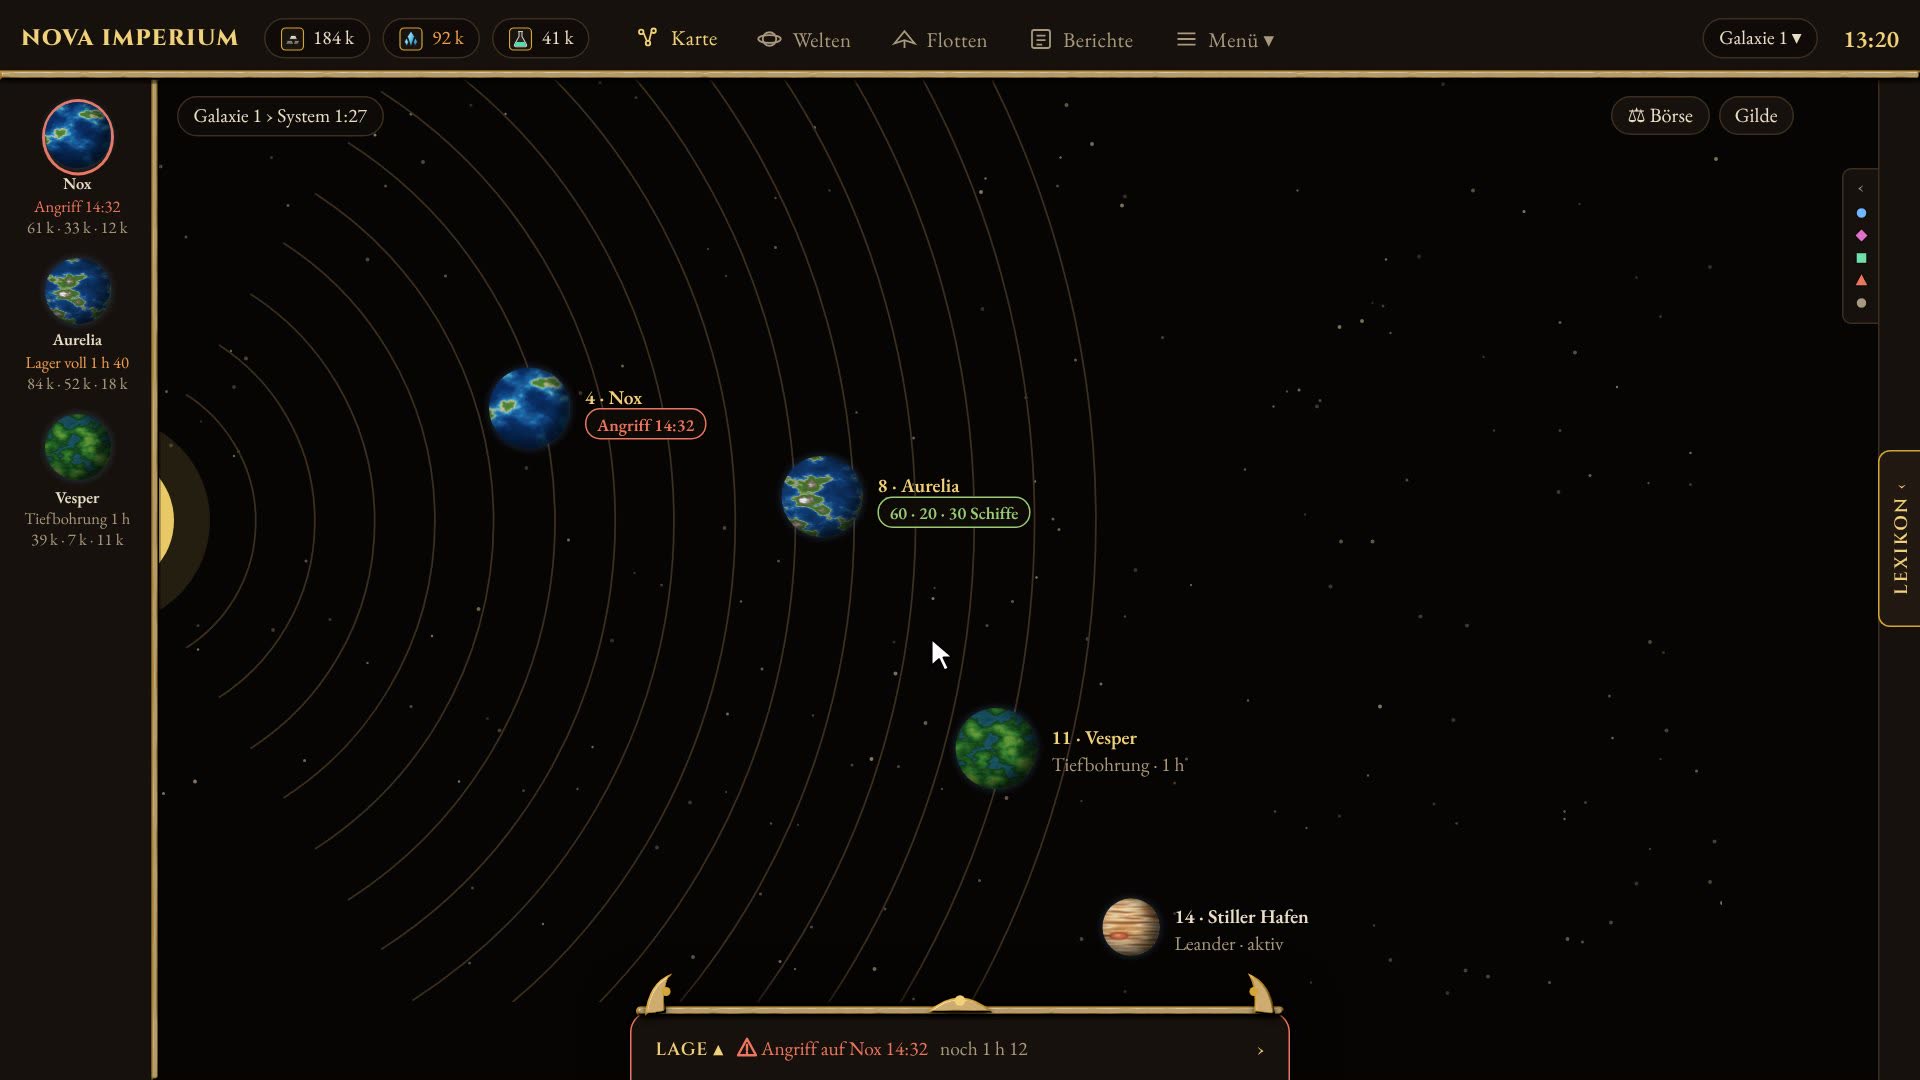 NOVA IMPERIUM
184 k
92 k
41 k
Karte
Welten
Flotten
Berichte
Menü ▾
Galaxie 1 ▾
13:20
Galaxie 1 › System 1:27
Börse
Gilde
Nox
Angriff 14:32
61 k · 33 k · 12 k
Aurelia
Lager voll 1 h 40
84 k · 52 k · 18 k
Vesper
Tiefbohrung 1 h
39 k · 7 k · 11 k
4 · Nox
Angriff 14:32
8 · Aurelia
60 · 20 · 30 Schiffe
11 · Vesper
Tiefbohrung · 1 h
14 · Stiller Hafen
Leander · aktiv
LEXIKON ›
LAGE ▴ Angriff auf Nox 14:32 noch 1 h 12 ›